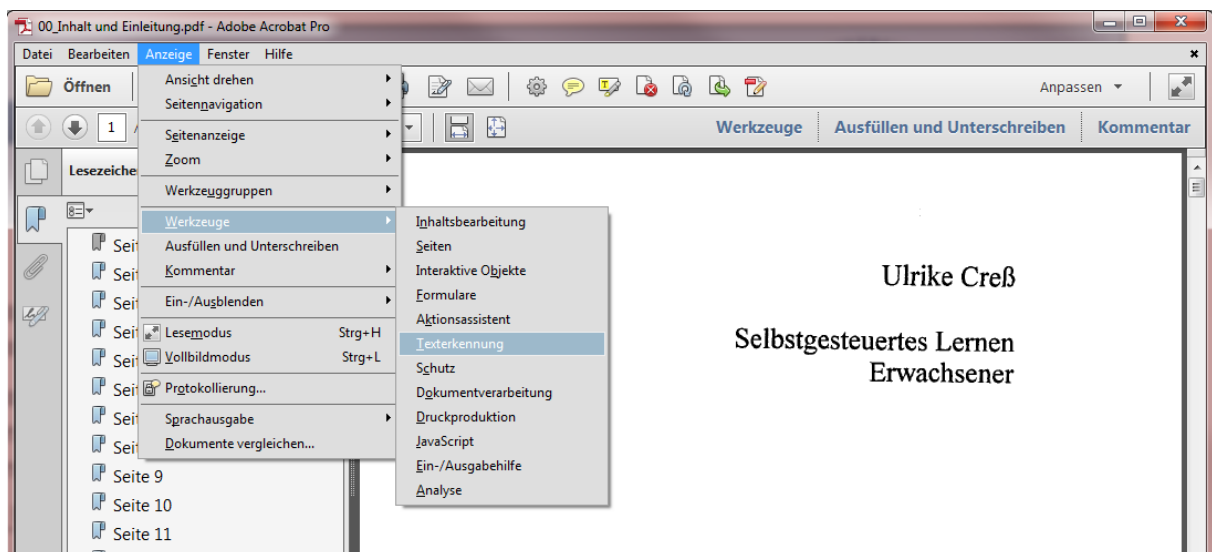 00_Inhalt und Einleitung.pdf - Adobe Acrobat Pro
Datei Bearbeiten Anzeige Fenster Hilfe
Öffnen
Anpassen
1
Werkzeuge Ausfüllen und Unterschreiben Kommentar
Ansicht drehen
Seitennavigation
Seitenanzeige
Zoom
Werkzeuggruppen
Werkzeuge
Ausfüllen und Unterschreiben
Kommentar
Ein-/Ausblenden
Lesemodus Strg+H
Vollbildmodus Strg+L
Protokollierung...
Sprachausgabe
Dokumente vergleichen...
Inhaltsbearbeitung
Seiten
Interaktive Objekte
Formulare
Aktionsassistent
Texterkennung
Schutz
Dokumentverarbeitung
Druckproduktion
JavaScript
Ein-/Ausgabehilfe
Analyse
Seite 9
Seite 10
Seite 11
Ulrike Creß
Selbstgesteuertes Lernen
Erwachsener